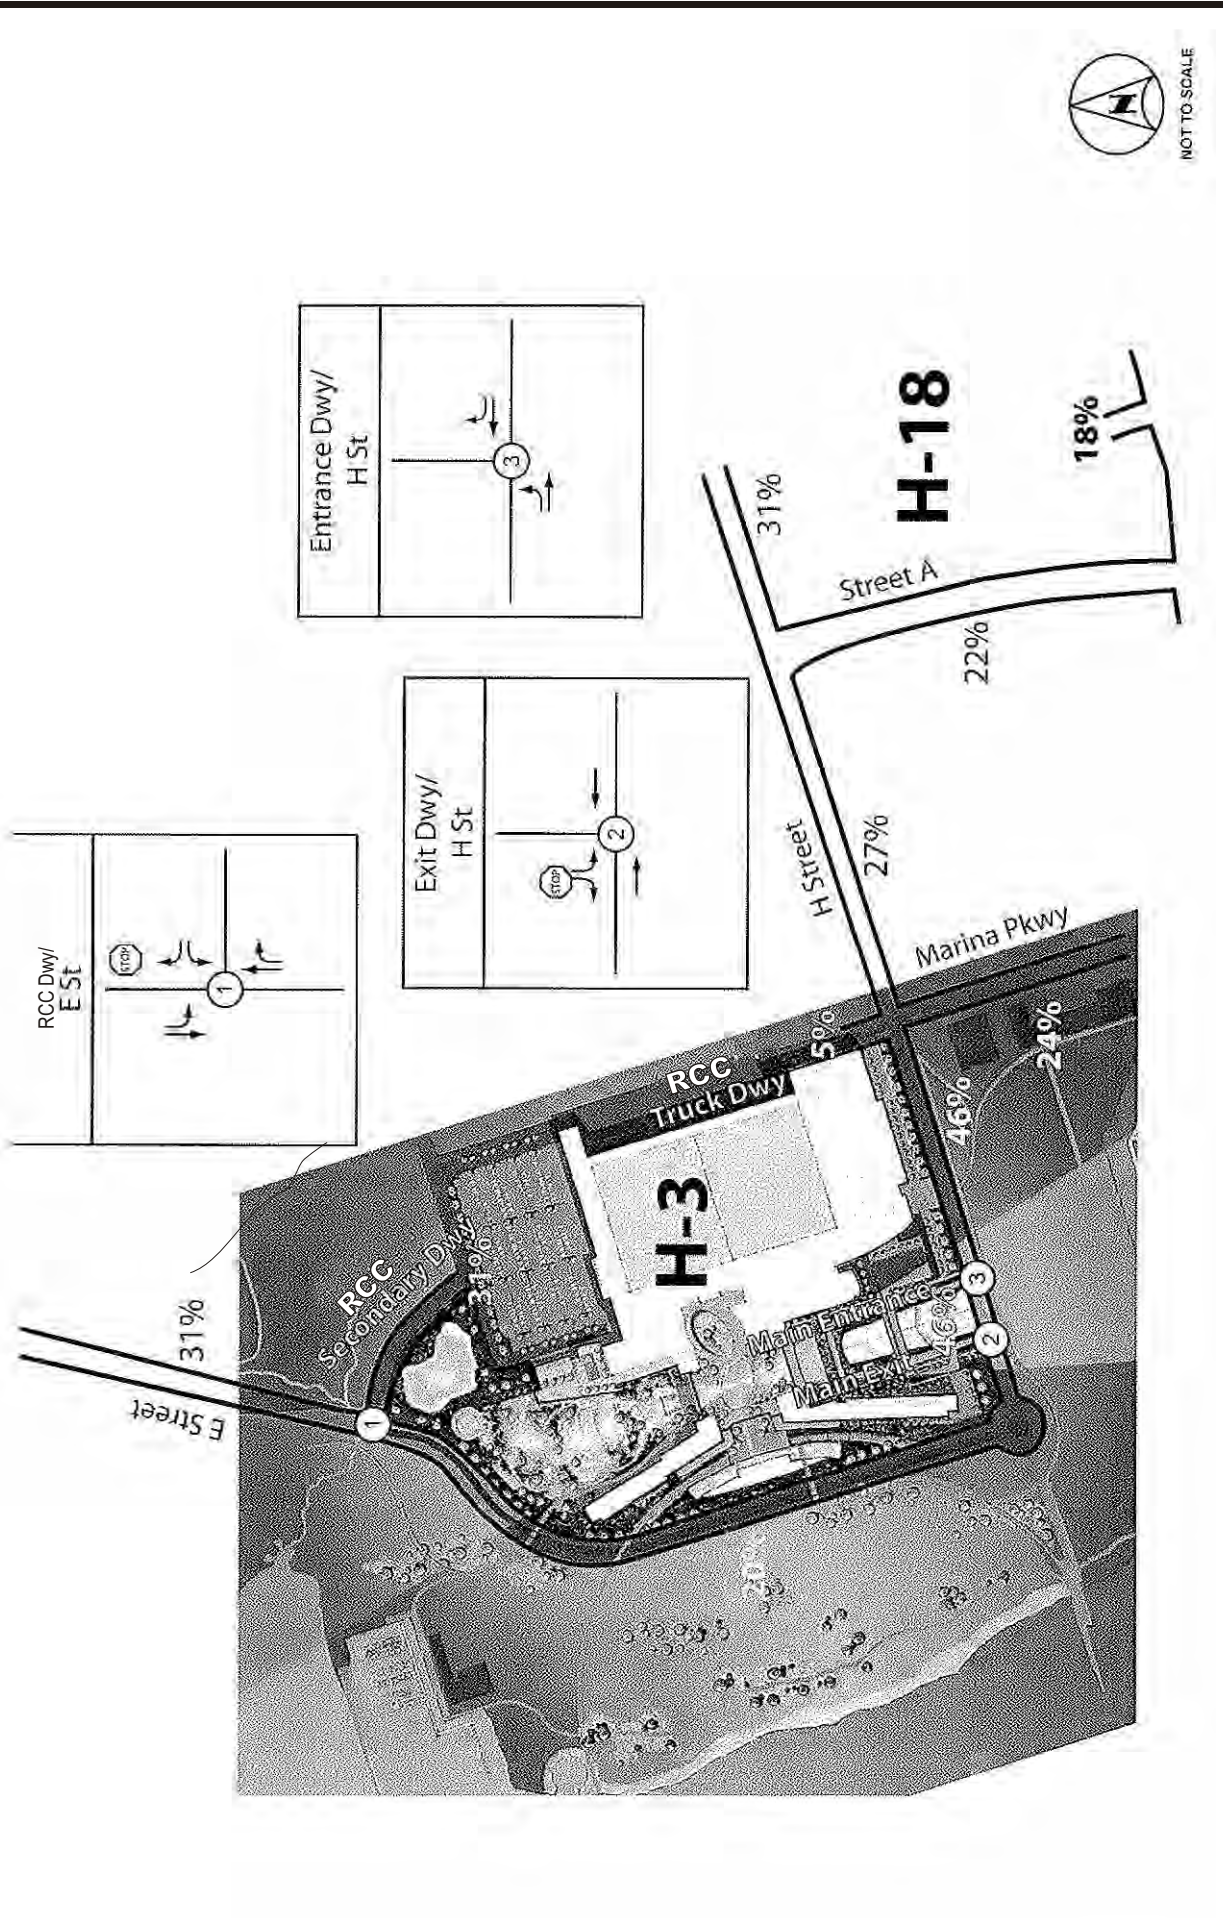 N
NOT TO SCALE
RCC Dwy/
E St
STOP
1
Exit Dwy/
H St
STOP
2
Entrance Dwy/
H St
3
E Street
31%
1
RCC
Secondary Dwy
31%
RCC
Truck Dwy
H-3
5%
Main Entrance
Main Exit
46%
46%
3
2
20%
24%
Marina Pkwy
H Street
27%
31%
Street A
22%
H-18
18%